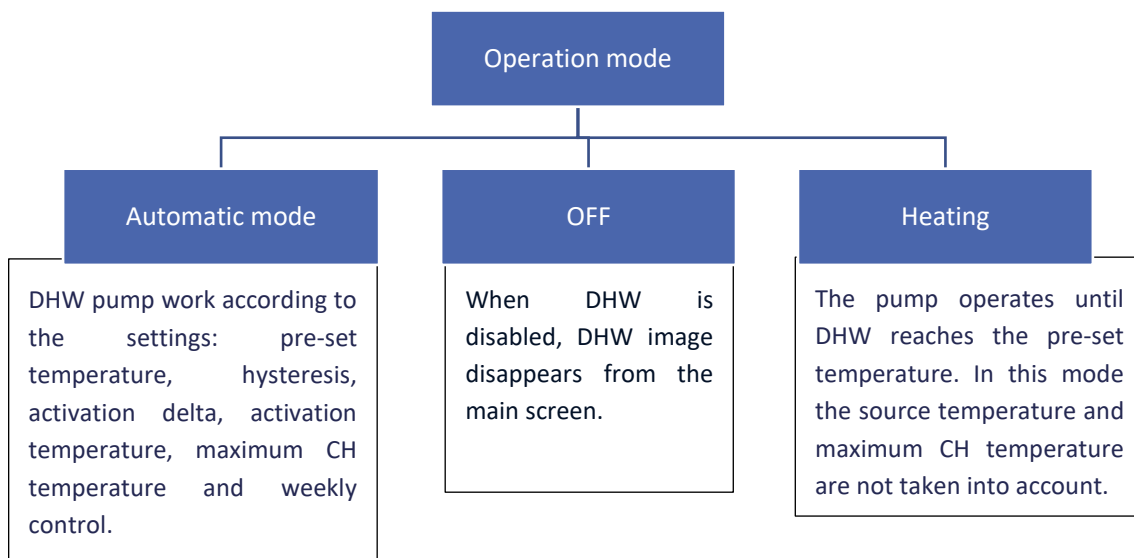 Operation mode
Automatic mode
DHW pump work according to
the settings: pre-set
temperature, hysteresis,
activation delta, activation
temperature, maximum CH
temperature and weekly
control.
OFF
When DHW is
disabled, DHW image
disappears from the
main screen.
Heating
The pump operates until
DHW reaches the pre-set
temperature. In this mode
the source temperature and
maximum CH temperature
are not taken into account.